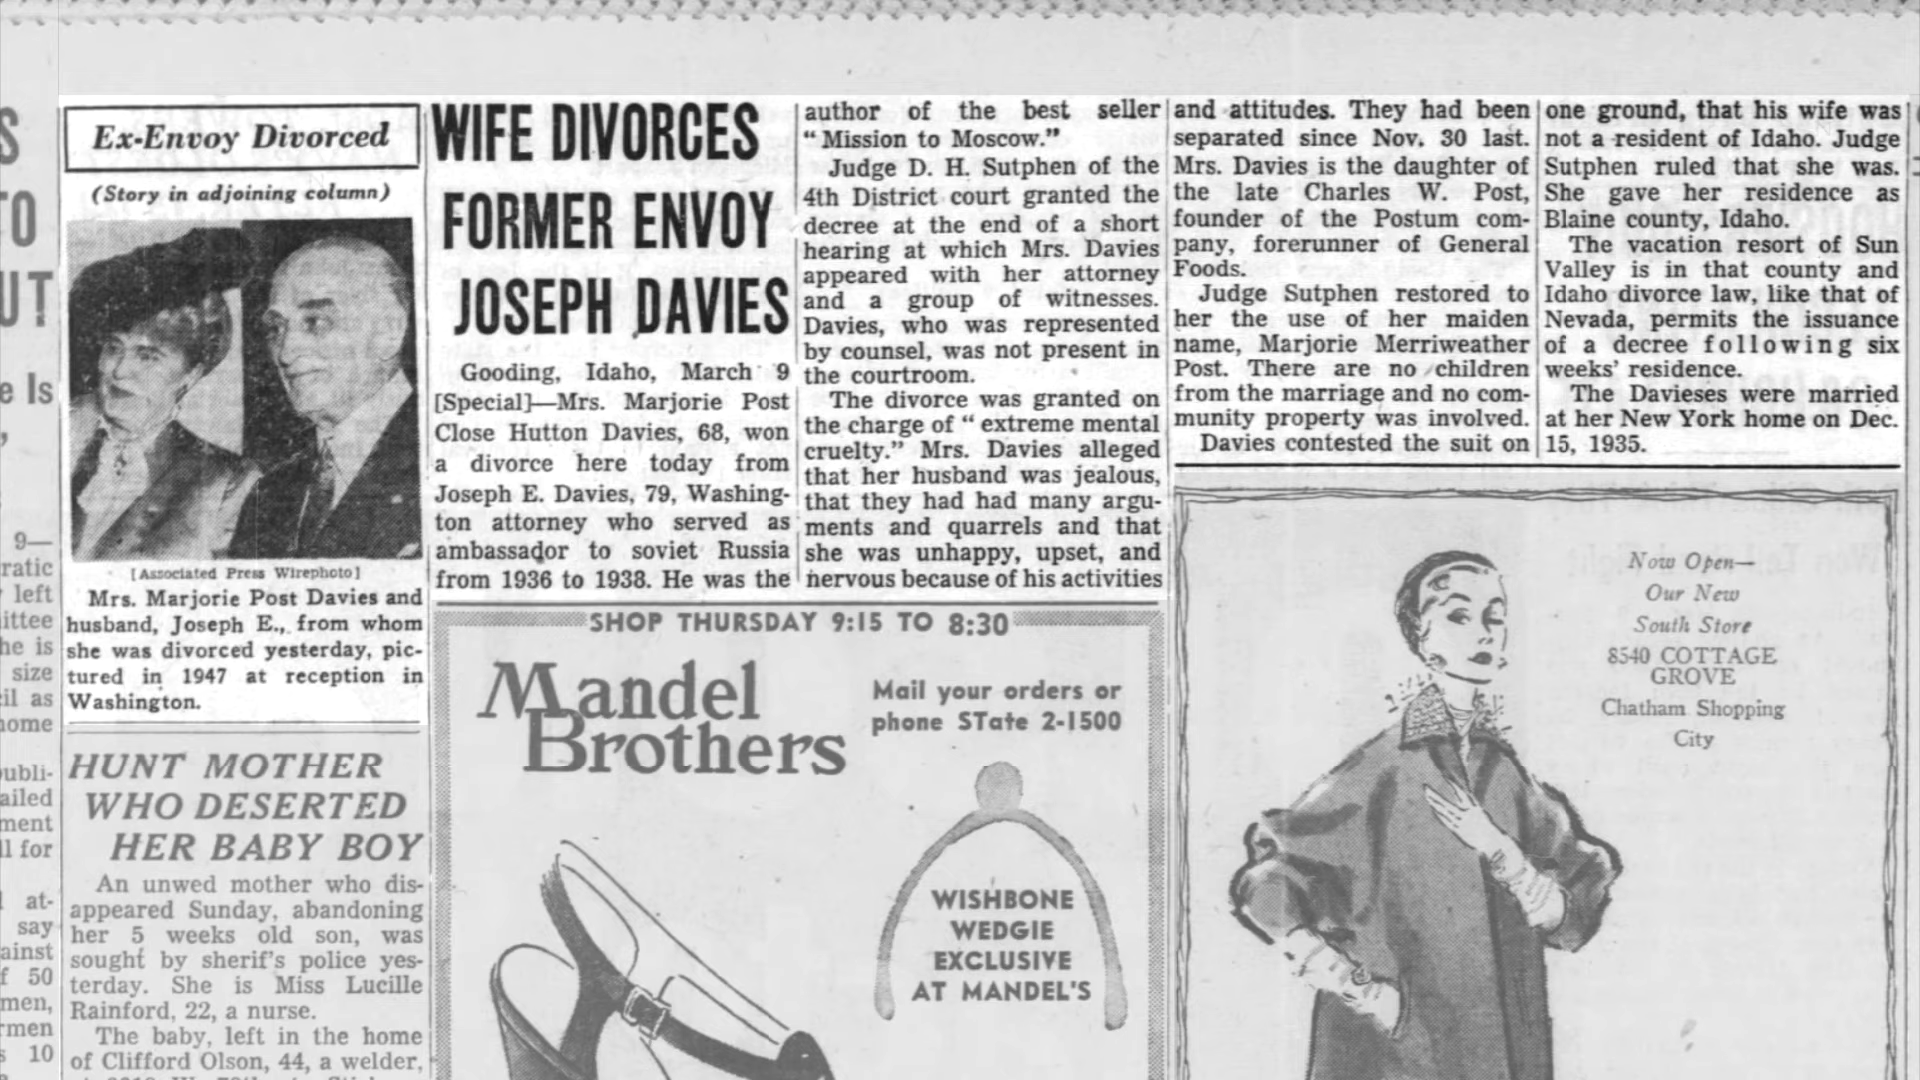 Ex-Envoy Divorced
(Story in adjoining column)
[Associated Press Wirephoto]
Mrs. Marjorie Post Davies and
husband, Joseph E., from whom
she was divorced yesterday, pic-
tured in 1947 at reception in
Washington.
WIFE DIVORCES
FORMER ENVOY
JOSEPH DAVIES
Gooding, Idaho, March 9
[Special]—Mrs. Marjorie Post
Close Hutton Davies, 68, won
a divorce here today from
Joseph E. Davies, 79, Washing-
ton attorney who served as
ambassador to soviet Russia
from 1936 to 1938. He was the
author of the best seller
"Mission to Moscow."
Judge D. H. Sutphen of the
4th District court granted the
decree at the end of a short
hearing at which Mrs. Davies
appeared with her attorney
and a group of witnesses.
Davies, who was represented
by counsel, was not present in
the courtroom.
The divorce was granted on
the charge of "extreme mental
cruelty." Mrs. Davies alleged
that her husband was jealous,
that they had had many argu-
ments and quarrels and that
she was unhappy, upset, and
nervous because of his activities
and attitudes. They had been
separated since Nov. 30 last.
Mrs. Davies is the daughter of
the late Charles W. Post,
founder of the Postum com-
pany, forerunner of General
Foods.
Judge Sutphen restored to
her the use of her maiden
name, Marjorie Merriweather
Post. There are no children
from the marriage and no com-
munity property was involved.
Davies contested the suit on
one ground, that his wife was
not a resident of Idaho. Judge
Sutphen ruled that she was.
She gave her residence as
Blaine county, Idaho.
The vacation resort of Sun
Valley is in that county and
Idaho divorce law, like that of
Nevada, permits the issuance
of a decree following six
weeks' residence.
The Davieses were married
at her New York home on Dec.
15, 1935.
HUNT MOTHER
WHO DESERTED
HER BABY BOY
An unwed mother who dis-
appeared Sunday, abandoning
her 5 weeks old son, was
sought by sherif's police yes-
terday. She is Miss Lucille
Rainford, 22, a nurse.
The baby, left in the home
of Clifford Olson, 44, a welder,
SHOP THURSDAY 9:15 TO 8:30
Mandel
Brothers
Mail your orders or
phone STate 2-1500
WISHBONE
WEDGIE
EXCLUSIVE
AT MANDEL'S
Now Open—
Our New
South Store
8540 COTTAGE
GROVE
Chatham Shopping
City